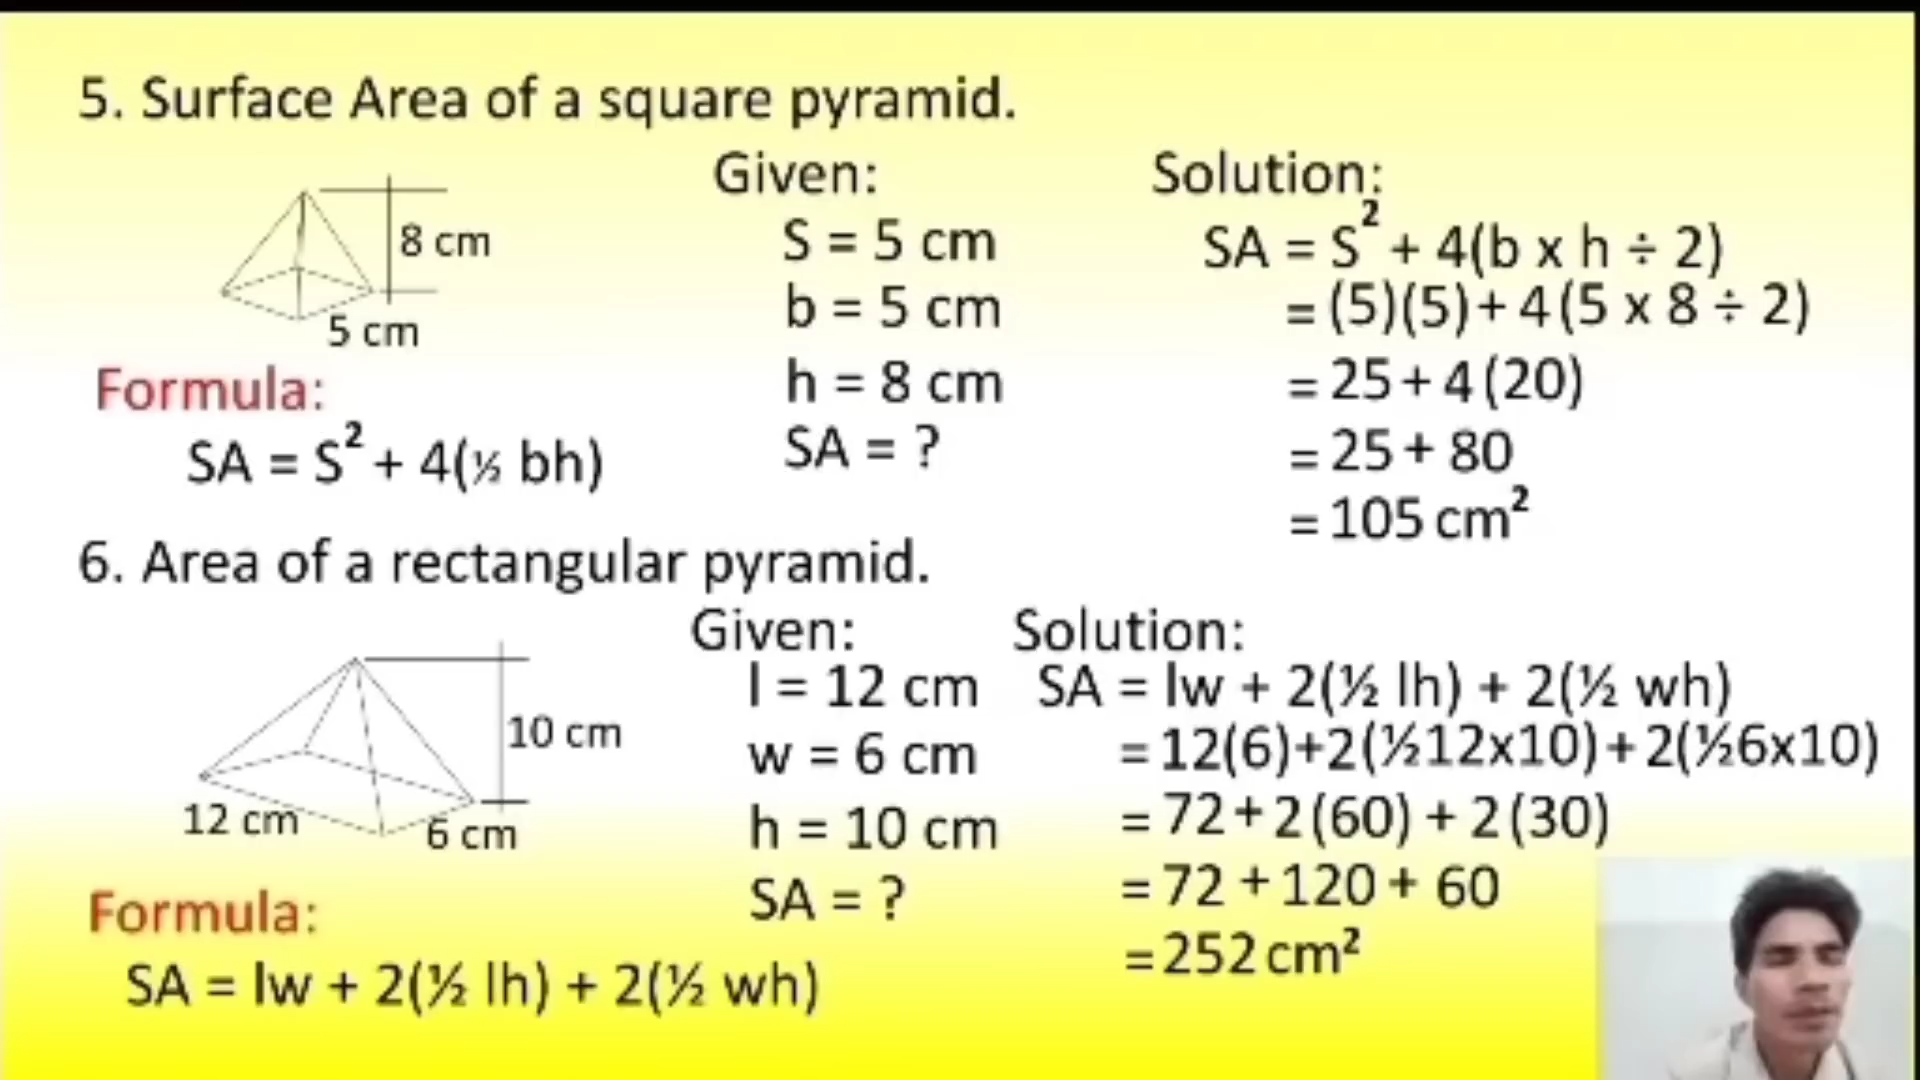 5. Surface Area of a square pyramid.
8 cm
5 cm
Formula:
SA = S² + 4(½ bh)
Given:
S = 5 cm
b = 5 cm
h = 8 cm
SA = ?
Solution:
SA = S² + 4(b x h ÷ 2)
= (5)(5) + 4 (5 x 8 ÷ 2)
= 25 + 4 (20)
= 25 + 80
= 105 cm²
6. Area of a rectangular pyramid.
10 cm
12 cm
6 cm
Formula:
SA = lw + 2(½ lh) + 2(½ wh)
Given:
l = 12 cm
w = 6 cm
h = 10 cm
SA = ?
Solution:
SA = lw + 2(½ lh) + 2(½ wh)
= 12(6)+2(½12x10) + 2(½6x10)
= 72 + 2 (60) + 2 (30)
= 72 + 120 + 60
= 252 cm²